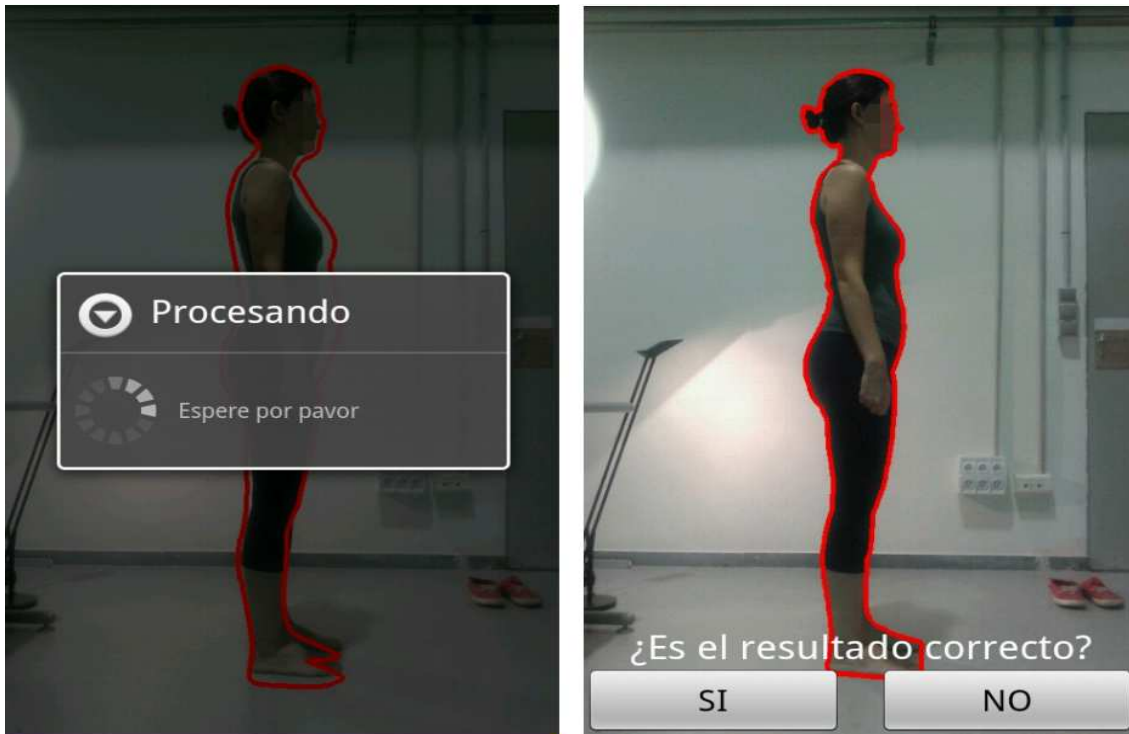 Procesando
Espere por pavor
¿Es el resultado correcto?
SI
NO